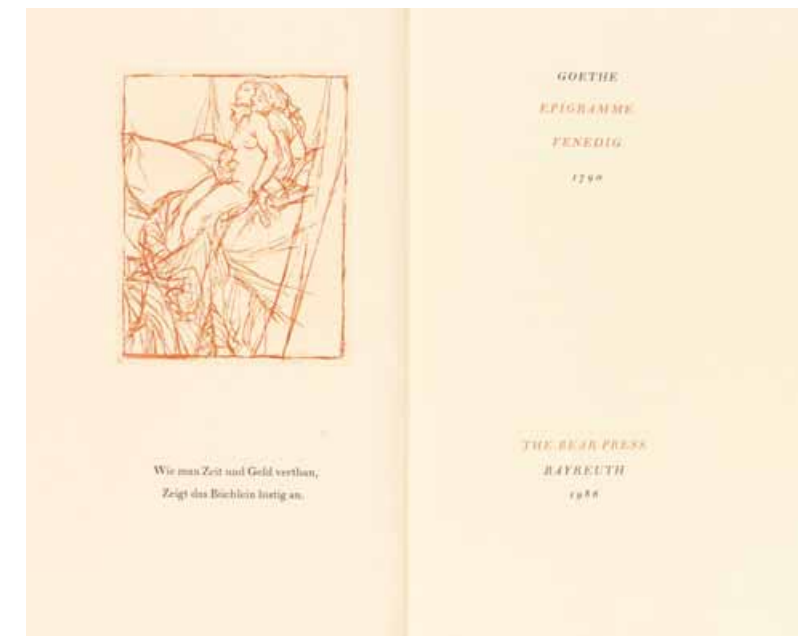 Wie man Zeit und Geld verthan,
Zeigt das Büchlein lustig an.
GOETHE
EPIGRAMME
VENEDIG
1790
THE BEAR PRESS
BAYREUTH
1986